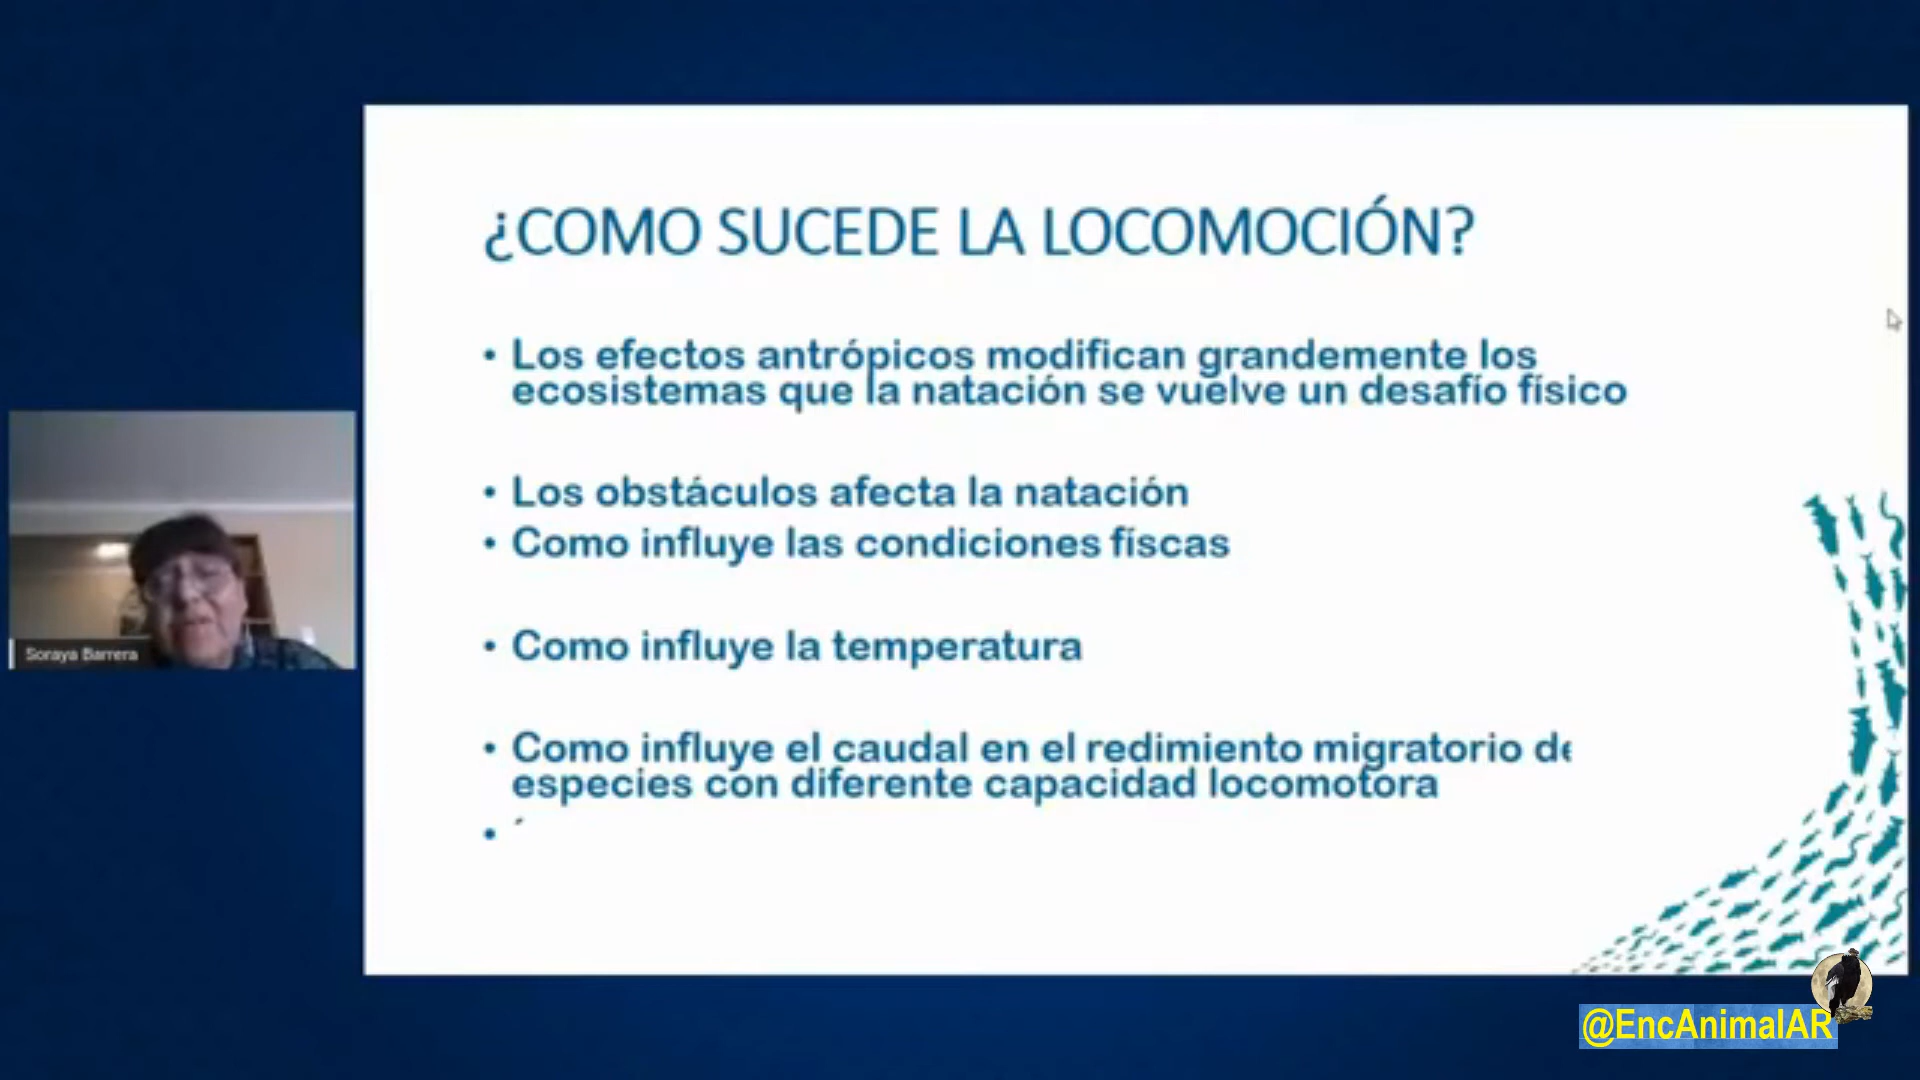 ¿COMO SUCEDE LA LOCOMOCIÓN?
• Los efectos antrópicos modifican grandemente los
ecosistemas que la natación se vuelve un desafío físico
• Los obstáculos afecta la natación
• Como influye las condiciones físcas
• Como influye la temperatura
• Como influye el caudal en el redimiento migratorio de
especies con diferente capacidad locomotora
• ´
Soraya Barrera
@EncAnimalAR